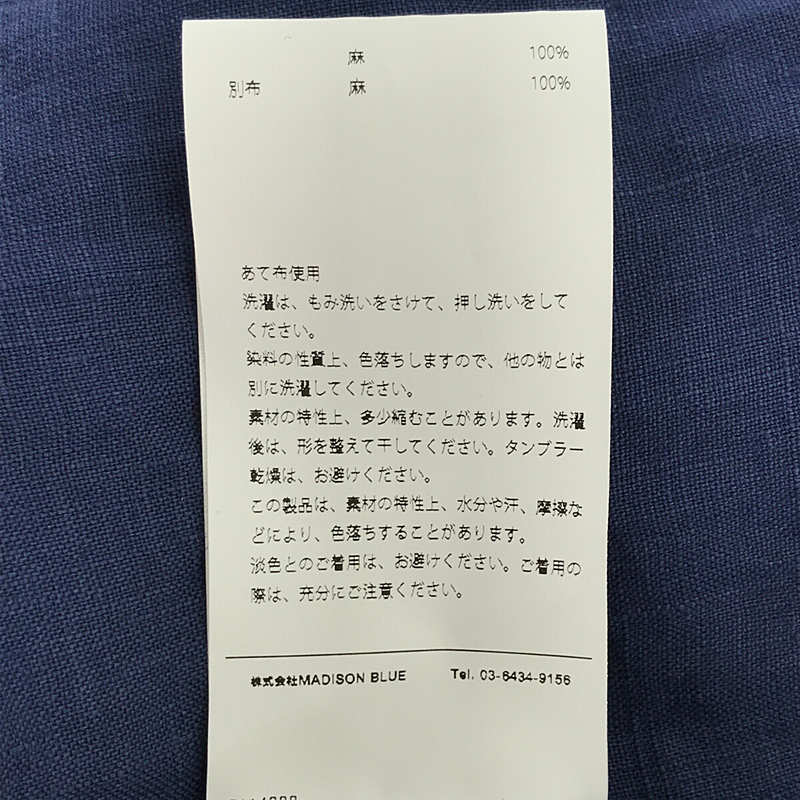 麻 100%
別布 麻 100%
あて布使用
洗濯は、もみ洗いをさけて、押し洗いをして
ください。
染料の性質上、色落ちしますので、他の物とは
別に洗濯してください。
素材の特性上、多少縮むことがあります。洗濯
後は、形を整えて干してください。タンブラー
乾燥は、お避けください。
この製品は、素材の特性上、水分や汗、摩擦な
どにより、色落ちすることがあります。
淡色とのご着用は、お避けください。ご着用の
際は、充分にご注意ください。
株式会社MADISON BLUE Tel. 03-6434-9156